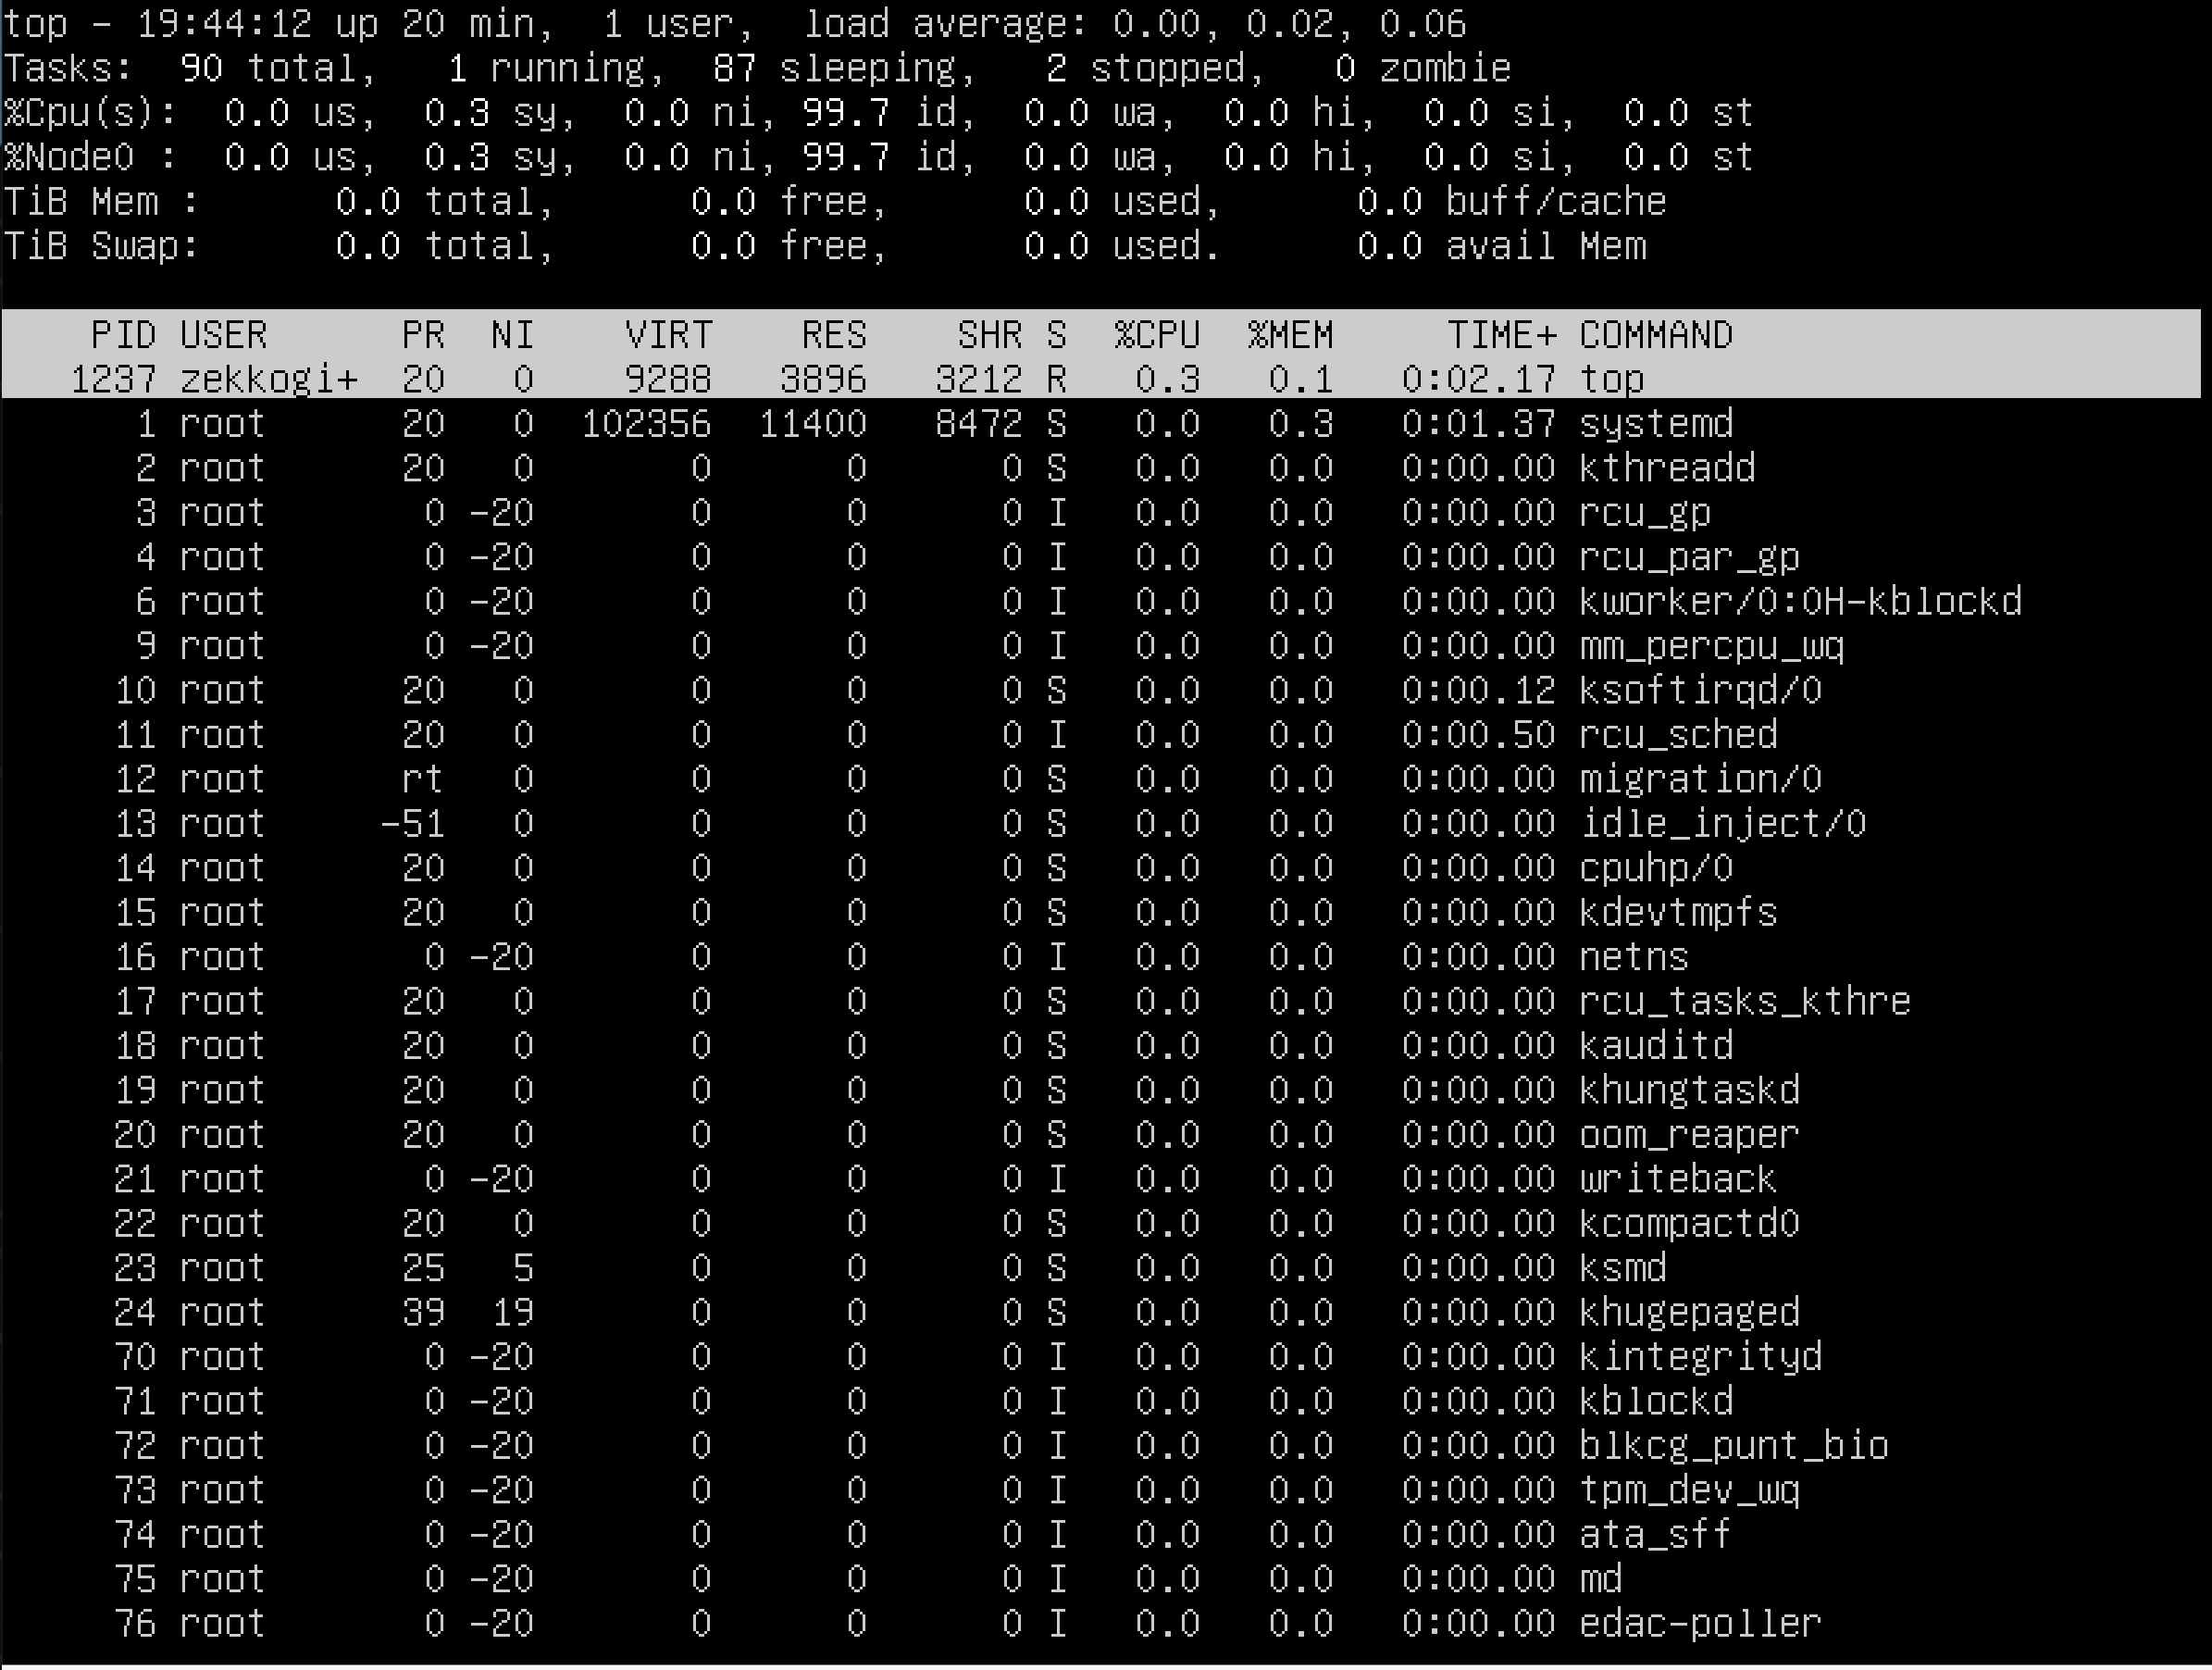 top - 19:44:12 up 20 min,  1 user,  load average: 0.00, 0.02, 0.06
Tasks:  90 total,   1 running,  87 sleeping,   2 stopped,   0 zombie
%Cpu(s):  0.0 us,  0.3 sy,  0.0 ni, 99.7 id,  0.0 wa,  0.0 hi,  0.0 si,  0.0 st
%Node0 :  0.0 us,  0.3 sy,  0.0 ni, 99.7 id,  0.0 wa,  0.0 hi,  0.0 si,  0.0 st
TiB Mem :      0.0 total,      0.0 free,      0.0 used,      0.0 buff/cache
TiB Swap:      0.0 total,      0.0 free,      0.0 used.      0.0 avail Mem
PID USER      PR  NI    VIRT    RES    SHR S  %CPU  %MEM     TIME+ COMMAND
1237 zekkogi+  20   0    9288   3896   3212 R   0.3   0.1   0:02.17 top
1 root      20   0  102356  11400   8472 S   0.0   0.3   0:01.37 systemd
2 root      20   0       0      0      0 S   0.0   0.0   0:00.00 kthreadd
3 root       0 -20       0      0      0 I   0.0   0.0   0:00.00 rcu_gp
4 root       0 -20       0      0      0 I   0.0   0.0   0:00.00 rcu_par_gp
6 root       0 -20       0      0      0 I   0.0   0.0   0:00.00 kworker/0:0H-kblockd
9 root       0 -20       0      0      0 I   0.0   0.0   0:00.00 mm_percpu_wq
10 root      20   0       0      0      0 S   0.0   0.0   0:00.12 ksoftirqd/0
11 root      20   0       0      0      0 I   0.0   0.0   0:00.50 rcu_sched
12 root      rt   0       0      0      0 S   0.0   0.0   0:00.00 migration/0
13 root     -51   0       0      0      0 S   0.0   0.0   0:00.00 idle_inject/0
14 root      20   0       0      0      0 S   0.0   0.0   0:00.00 cpuhp/0
15 root      20   0       0      0      0 S   0.0   0.0   0:00.00 kdevtmpfs
16 root       0 -20       0      0      0 I   0.0   0.0   0:00.00 netns
17 root      20   0       0      0      0 S   0.0   0.0   0:00.00 rcu_tasks_kthre
18 root      20   0       0      0      0 S   0.0   0.0   0:00.00 kauditd
19 root      20   0       0      0      0 S   0.0   0.0   0:00.00 khungtaskd
20 root      20   0       0      0      0 S   0.0   0.0   0:00.00 oom_reaper
21 root       0 -20       0      0      0 I   0.0   0.0   0:00.00 writeback
22 root      20   0       0      0      0 S   0.0   0.0   0:00.00 kcompactd0
23 root      25   5       0      0      0 S   0.0   0.0   0:00.00 ksmd
24 root      39  19       0      0      0 S   0.0   0.0   0:00.00 khugepaged
70 root       0 -20       0      0      0 I   0.0   0.0   0:00.00 kintegrityd
71 root       0 -20       0      0      0 I   0.0   0.0   0:00.00 kblockd
72 root       0 -20       0      0      0 I   0.0   0.0   0:00.00 blkcg_punt_bio
73 root       0 -20       0      0      0 I   0.0   0.0   0:00.00 tpm_dev_wq
74 root       0 -20       0      0      0 I   0.0   0.0   0:00.00 ata_sff
75 root       0 -20       0      0      0 I   0.0   0.0   0:00.00 md
76 root       0 -20       0      0      0 I   0.0   0.0   0:00.00 edac-poller